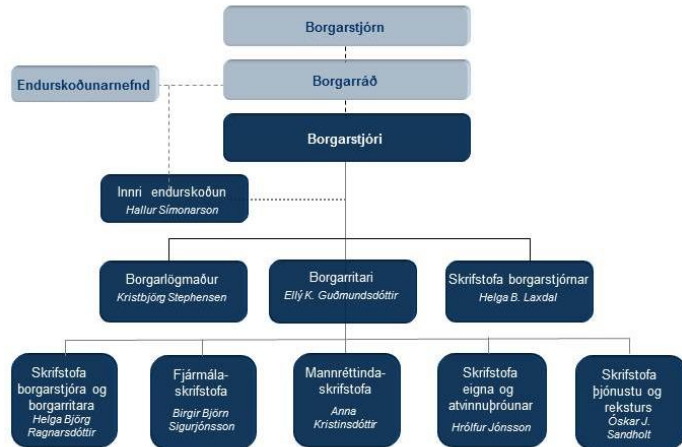 Borgarstjórn
Endurskoðunarnefnd
Borgarráð
Borgarstjóri
Innri endurskoðun
Hallur Símonarson
Borgarlögmaður
Kristbjörg Stephensen
Borgarritari
Ellý K. Guðmundsdóttir
Skrifstofa borgarstjórnar
Helga B. Laxdal
Skrifstofa
borgarstjóra og
borgarritara
Helga Björg
Ragnarsdóttir
Fjármála-
skrifstofa
Birgir Björn
Sigurjónsson
Mannréttinda-
skrifstofa
Anna
Kristinsdóttir
Skrifstofa
eigna og
atvinnuþróunar
Hrólfur Jónsson
Skrifstofa
þjónustu og
reksturs
Óskar J.
Sandholt